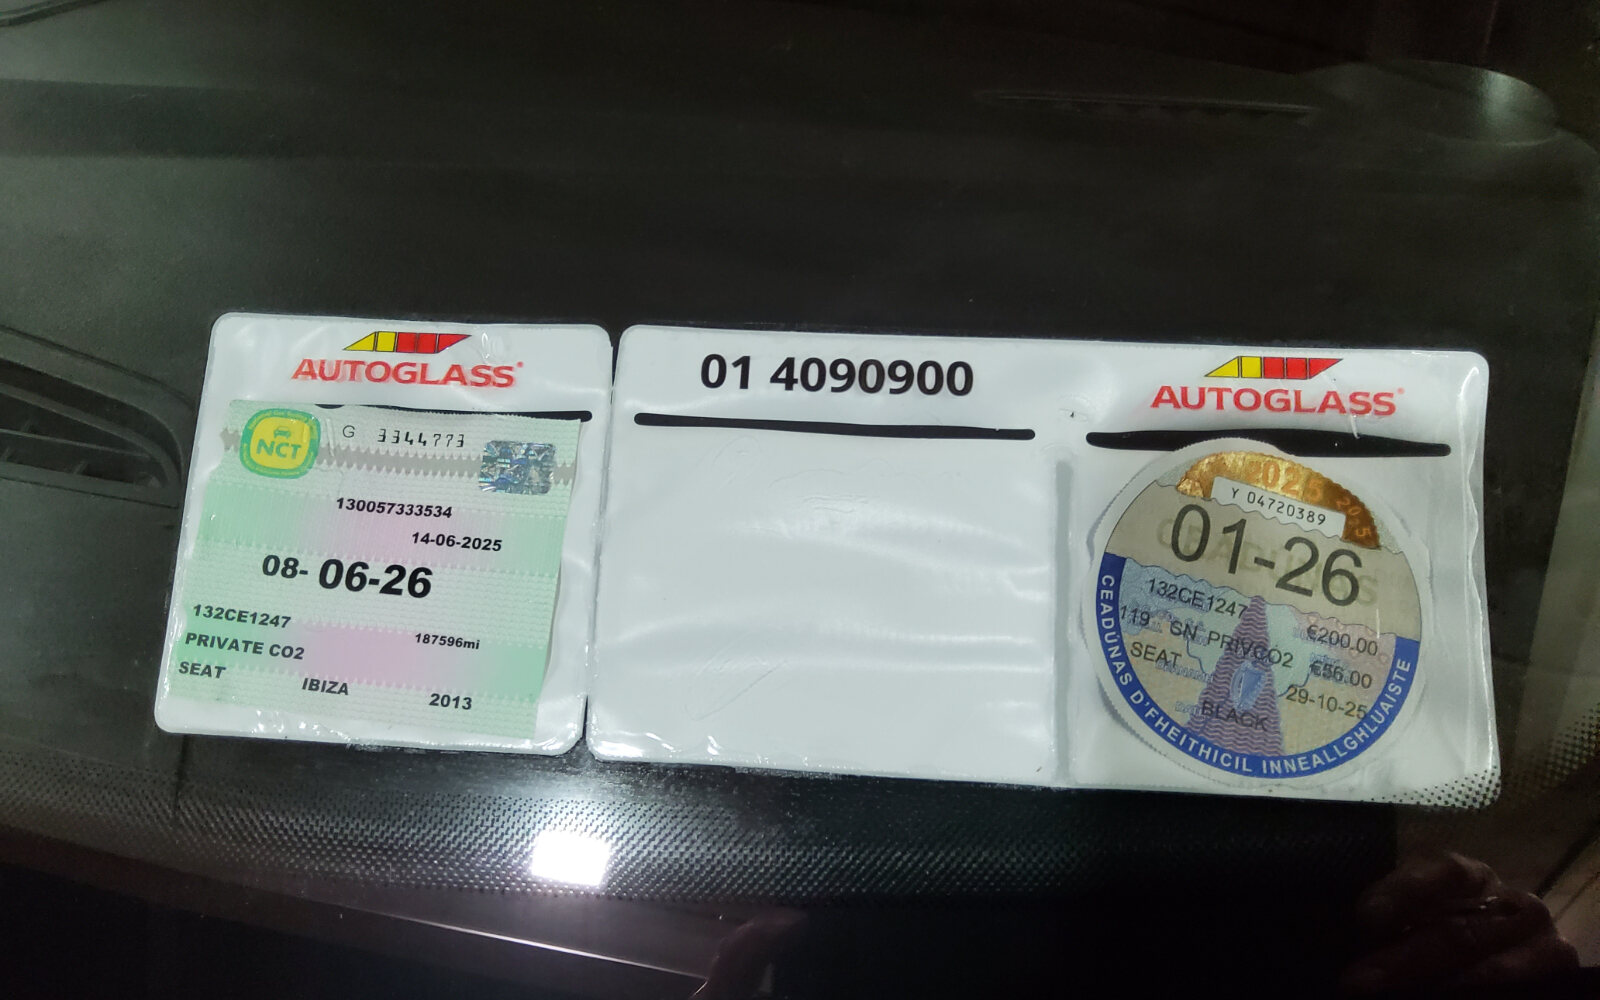 AUTOGLASS®
NCT
G 3344773
130057333534
14-06-2025
08-06-26
132CE1247
187596mi
PRIVATE CO2
SEAT IBIZA 2013
01 4090900
AUTOGLASS®
2025
Y 04720389
01-26
132CE1247
€200.00
119 SN PRIVCO2
€56.00
SEAT
29-10-25
BLACK
CEADÚNAS D'FHEITHICIL INNEALLGHLUAISTE